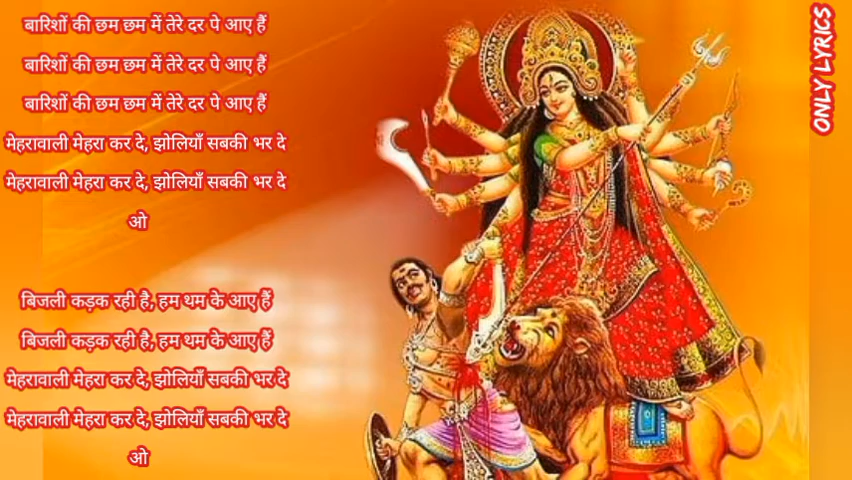 बारिशों की छम छम में तेरे दर पे आए हैं
बारिशों की छम छम में तेरे दर पे आए हैं
बारिशों की छम छम में तेरे दर पे आए हैं
मेहरावाली मेहरा कर दे, झोलियाँ सबकी भर दे
मेहरावाली मेहरा कर दे, झोलियाँ सबकी भर दे
ओ
बिजली कड़क रही है, हम थम के आए हैं
बिजली कड़क रही है, हम थम के आए हैं
मेहरावाली मेहरा कर दे, झोलियाँ सबकी भर दे
मेहरावाली मेहरा कर दे, झोलियाँ सबकी भर दे
ओ
ONLY LYRICS